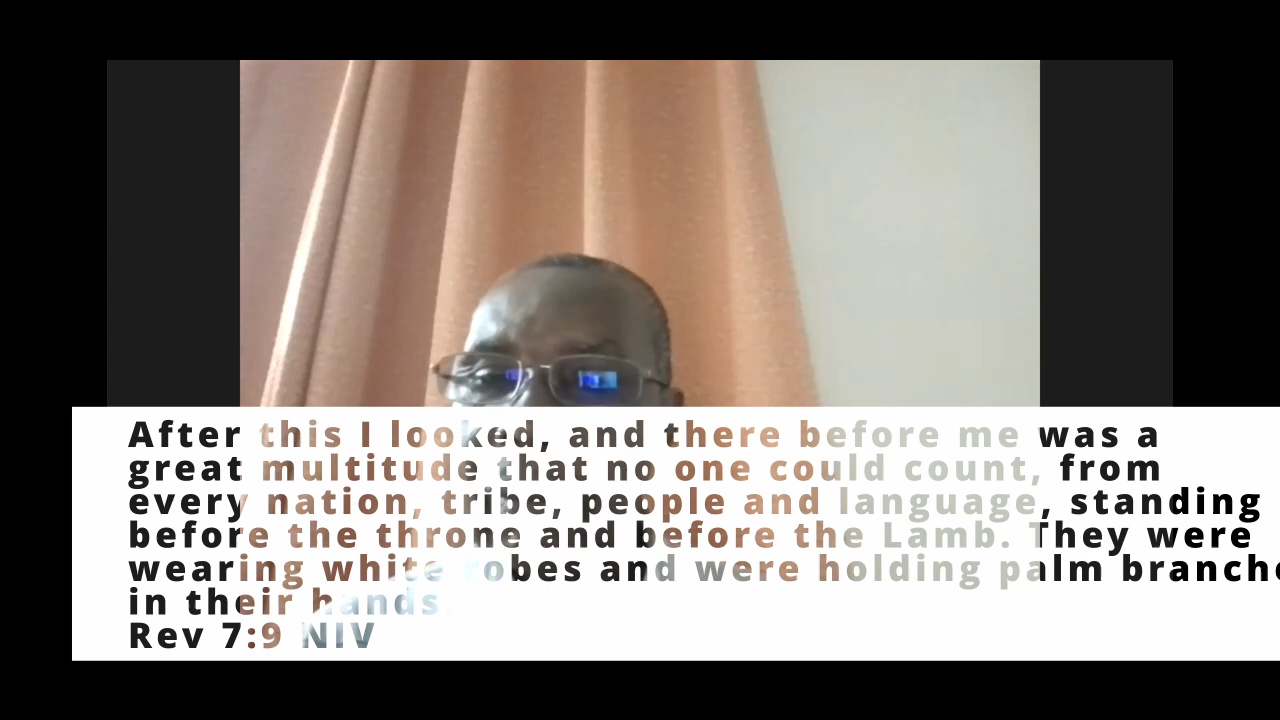 After this I looked, and there before me was a
great multitude that no one could count, from
every nation, tribe, people and language, standing
before the throne and before the Lamb. They were
wearing white robes and were holding palm branche
in their hands.
Rev 7:9 NIV